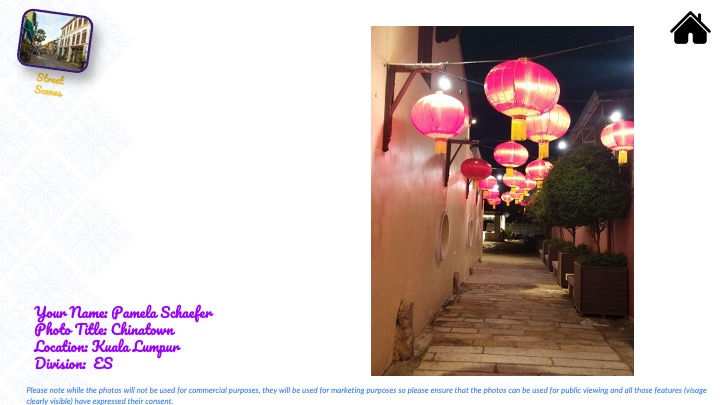 Street
Scenes
Your Name: Pamela Schaefer
Photo Title: Chinatown
Location: Kuala Lumpur
Division:  ES
Please note while the photos will not be used for commercial purposes, they will be used for marketing purposes so please ensure that the photos can be used for public viewing and all those features (visage
clearly visible) have expressed their consent.